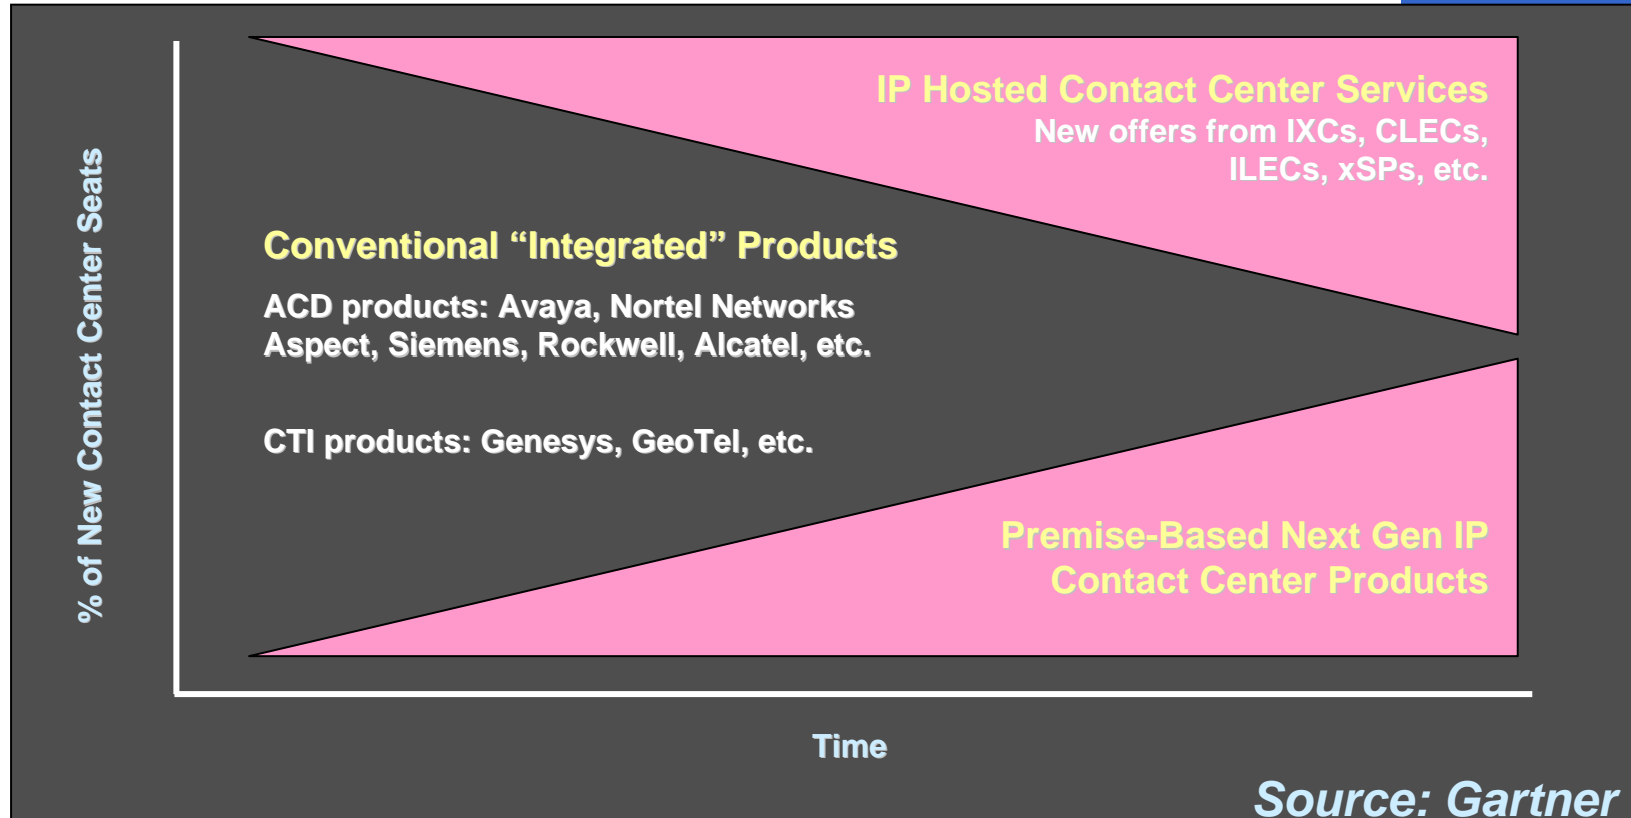 IP Hosted Contact Center Services
New offers from IXCs, CLECs,
ILECs, xSPs, etc.
% of New Contact Center Seats
Conventional “Integrated” Products
ACD products: Avaya, Nortel Networks
Aspect, Siemens, Rockwell, Alcatel, etc.
CTI products: Genesys, GeoTel, etc.
Premise-Based Next Gen IP
Contact Center Products
Time
Source: Gartner